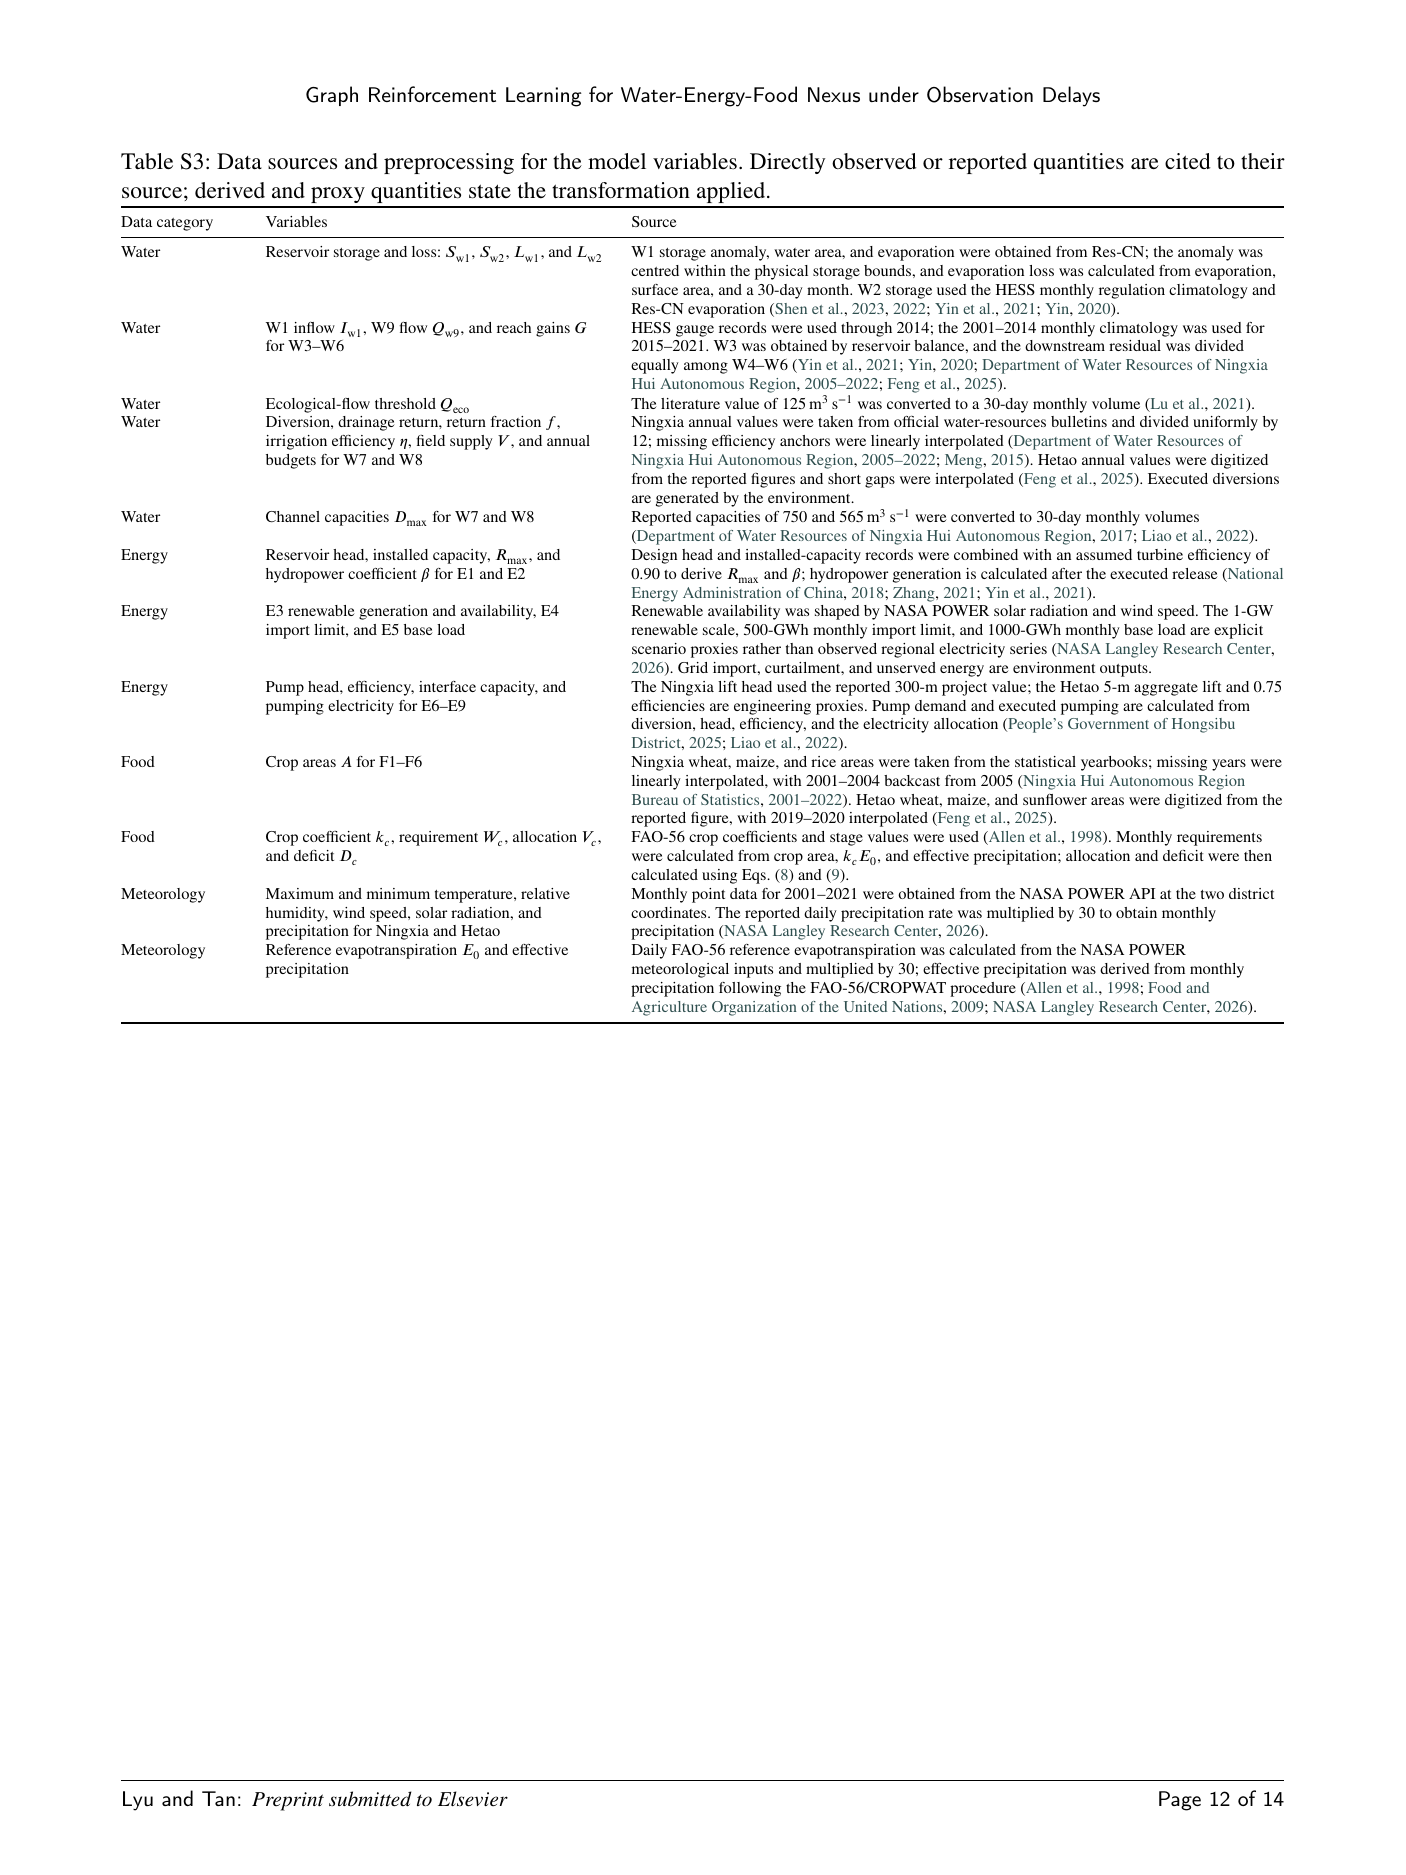 Graph Reinforcement Learning for Water-Energy-Food Nexus under Observation Delays
Table S3: Data sources and preprocessing for the model variables. Directly observed or reported quantities are cited to their
source; derived and proxy quantities state the transformation applied.
Data category Variables Source
Water Reservoir storage and loss: S_w1, S_w2, L_w1, and L_w2 W1 storage anomaly, water area, and evaporation were obtained from Res-CN; the anomaly was
centred within the physical storage bounds, and evaporation loss was calculated from evaporation,
surface area, and a 30-day month. W2 storage used the HESS monthly regulation climatology and
Res-CN evaporation (Shen et al., 2023, 2022; Yin et al., 2021; Yin, 2020).
Water W1 inflow I_w1, W9 flow Q_w9, and reach gains G HESS gauge records were used through 2014; the 2001–2014 monthly climatology was used for
for W3–W6 2015–2021. W3 was obtained by reservoir balance, and the downstream residual was divided
equally among W4–W6 (Yin et al., 2021; Yin, 2020; Department of Water Resources of Ningxia
Hui Autonomous Region, 2005–2022; Feng et al., 2025).
Water Ecological-flow threshold Q_eco The literature value of 125 m³ s⁻¹ was converted to a 30-day monthly volume (Lu et al., 2021).
Water Diversion, drainage return, return fraction f, Ningxia annual values were taken from official water-resources bulletins and divided uniformly by
irrigation efficiency η, field supply V, and annual 12; missing efficiency anchors were linearly interpolated (Department of Water Resources of
budgets for W7 and W8 Ningxia Hui Autonomous Region, 2005–2022; Meng, 2015). Hetao annual values were digitized
from the reported figures and short gaps were interpolated (Feng et al., 2025). Executed diversions
are generated by the environment.
Water Channel capacities D_max for W7 and W8 Reported capacities of 750 and 565 m³ s⁻¹ were converted to 30-day monthly volumes
(Department of Water Resources of Ningxia Hui Autonomous Region, 2017; Liao et al., 2022).
Energy Reservoir head, installed capacity, R_max, and Design head and installed-capacity records were combined with an assumed turbine efficiency of
hydropower coefficient β for E1 and E2 0.90 to derive R_max and β; hydropower generation is calculated after the executed release (National
Energy Administration of China, 2018; Zhang, 2021; Yin et al., 2021).
Energy E3 renewable generation and availability, E4 Renewable availability was shaped by NASA POWER solar radiation and wind speed. The 1-GW
import limit, and E5 base load renewable scale, 500-GWh monthly import limit, and 1000-GWh monthly base load are explicit
scenario proxies rather than observed regional electricity series (NASA Langley Research Center,
2026). Grid import, curtailment, and unserved energy are environment outputs.
Energy Pump head, efficiency, interface capacity, and The Ningxia lift head used the reported 300-m project value; the Hetao 5-m aggregate lift and 0.75
pumping electricity for E6–E9 efficiencies are engineering proxies. Pump demand and executed pumping are calculated from
diversion, head, efficiency, and the electricity allocation (People's Government of Hongsibu
District, 2025; Liao et al., 2022).
Food Crop areas A for F1–F6 Ningxia wheat, maize, and rice areas were taken from the statistical yearbooks; missing years were
linearly interpolated, with 2001–2004 backcast from 2005 (Ningxia Hui Autonomous Region
Bureau of Statistics, 2001–2022). Hetao wheat, maize, and sunflower areas were digitized from the
reported figure, with 2019–2020 interpolated (Feng et al., 2025).
Food Crop coefficient k_c, requirement W_c, allocation V_c, FAO-56 crop coefficients and stage values were used (Allen et al., 1998). Monthly requirements
and deficit D_c were calculated from crop area, k_c E_0, and effective precipitation; allocation and deficit were then
calculated using Eqs. (8) and (9).
Meteorology Maximum and minimum temperature, relative Monthly point data for 2001–2021 were obtained from the NASA POWER API at the two district
humidity, wind speed, solar radiation, and coordinates. The reported daily precipitation rate was multiplied by 30 to obtain monthly
precipitation for Ningxia and Hetao precipitation (NASA Langley Research Center, 2026).
Meteorology Reference evapotranspiration E_0 and effective Daily FAO-56 reference evapotranspiration was calculated from the NASA POWER
precipitation meteorological inputs and multiplied by 30; effective precipitation was derived from monthly
precipitation following the FAO-56/CROPWAT procedure (Allen et al., 1998; Food and
Agriculture Organization of the United Nations, 2009; NASA Langley Research Center, 2026).
Lyu and Tan: Preprint submitted to Elsevier Page 12 of 14